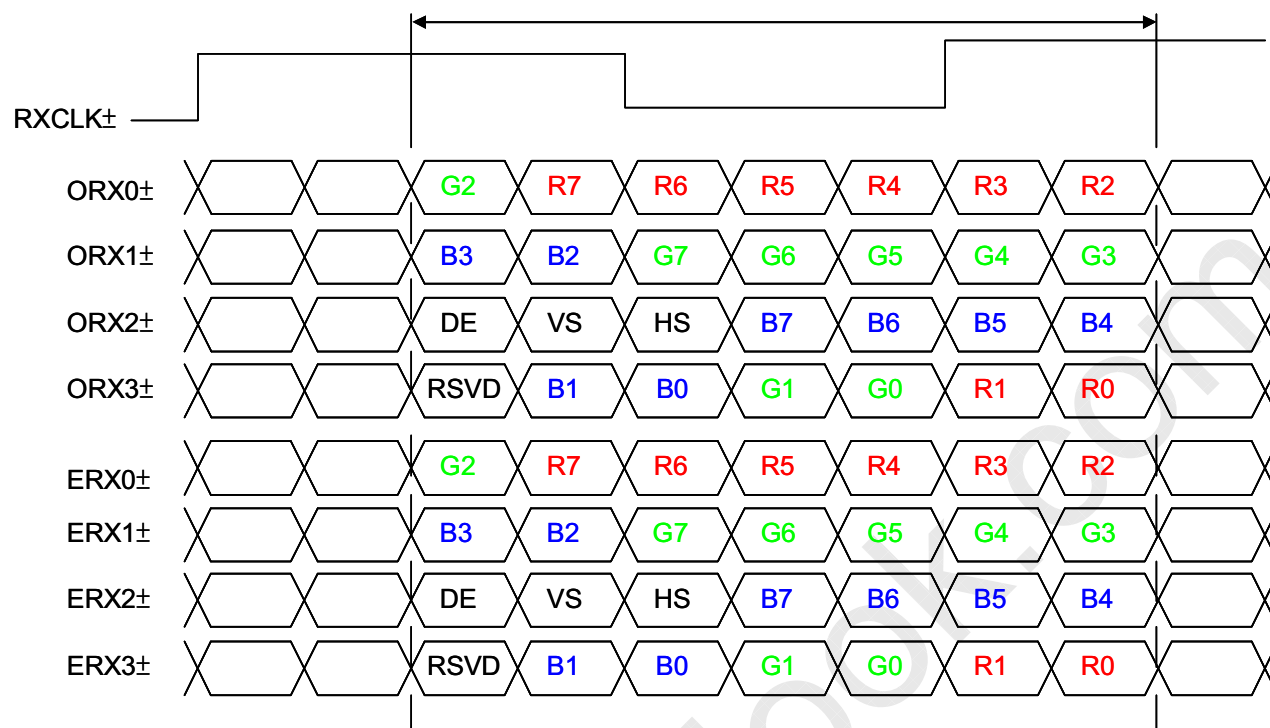 RXCLK±
ORX0± G2 R7 R6 R5 R4 R3 R2
ORX1± B3 B2 G7 G6 G5 G4 G3
ORX2± DE VS HS B7 B6 B5 B4
ORX3± RSVD B1 B0 G1 G0 R1 R0
ERX0± G2 R7 R6 R5 R4 R3 R2
ERX1± B3 B2 G7 G6 G5 G4 G3
ERX2± DE VS HS B7 B6 B5 B4
ERX3± RSVD B1 B0 G1 G0 R1 R0
ook.com